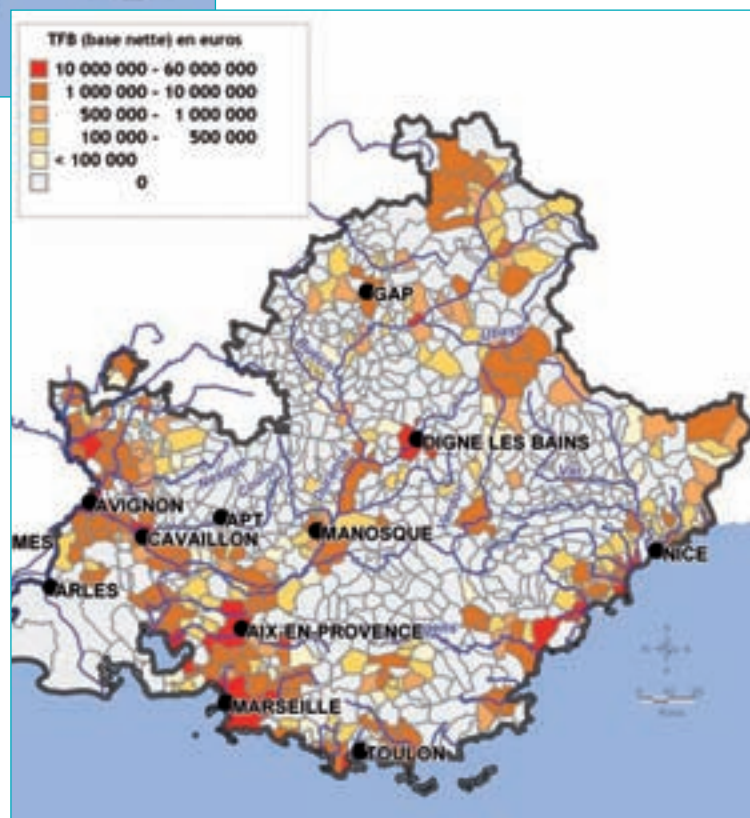 TFB (base nette) en euros
10 000 000 - 60 000 000
1 000 000 - 10 000 000
500 000 - 1 000 000
100 000 - 500 000
< 100 000
0
GAP
Ubaye
DIGNE LES BAINS
Var
AVIGNON
APT
CAVAILLON
MANOSQUE
NICE
MES
ARLES
AIX-EN-PROVENCE
MARSEILLE
TOULON